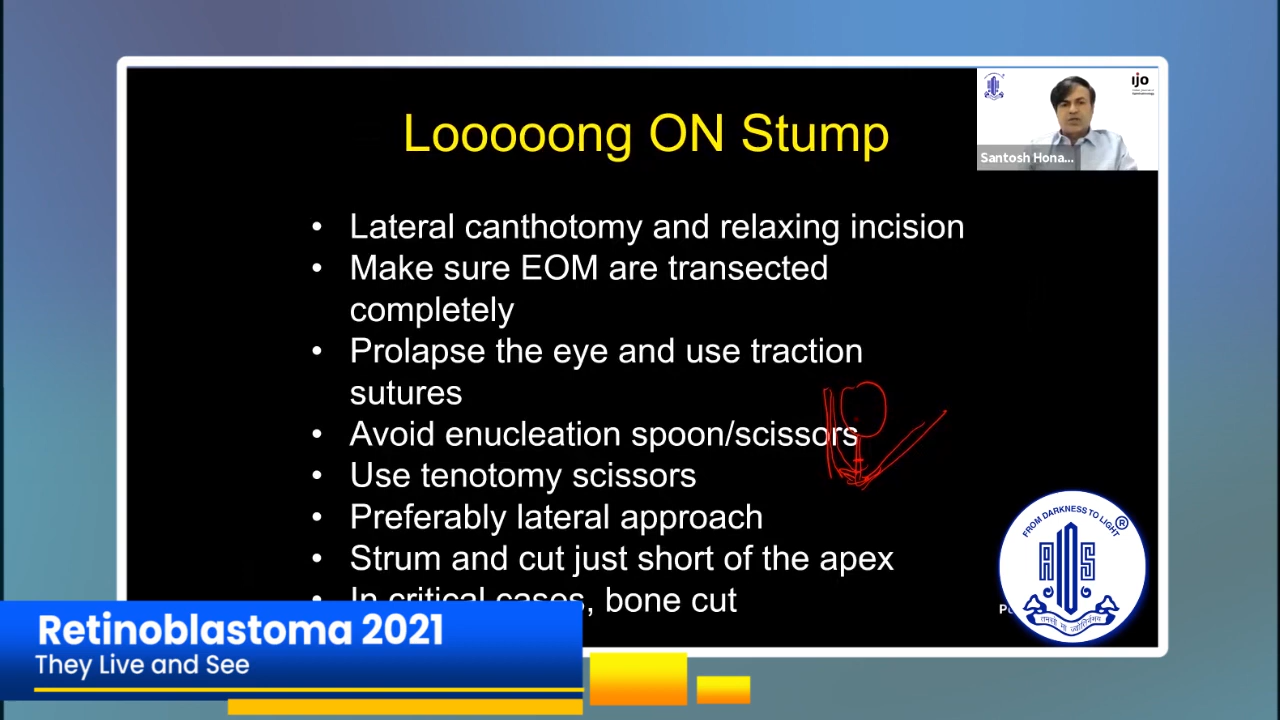 Looooong ON Stump
• Lateral canthotomy and relaxing incision
• Make sure EOM are transected
completely
• Prolapse the eye and use traction
sutures
• Avoid enucleation spoon/scissors
• Use tenotomy scissors
• Preferably lateral approach
• Strum and cut just short of the apex
• In critical cases, bone cut
ijo
Santosh Hona...
FROM DARKNESS TO LIGHT
®
AIOS
तमसो मा ज्योतिर्गमय
Retinoblastoma 2021
They Live and See